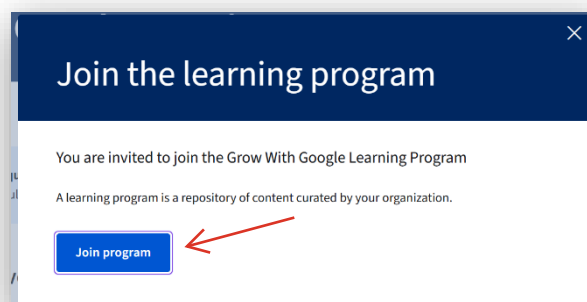 Join the learning program
You are invited to join the Grow With Google Learning Program
A learning program is a repository of content curated by your organization.
Join program